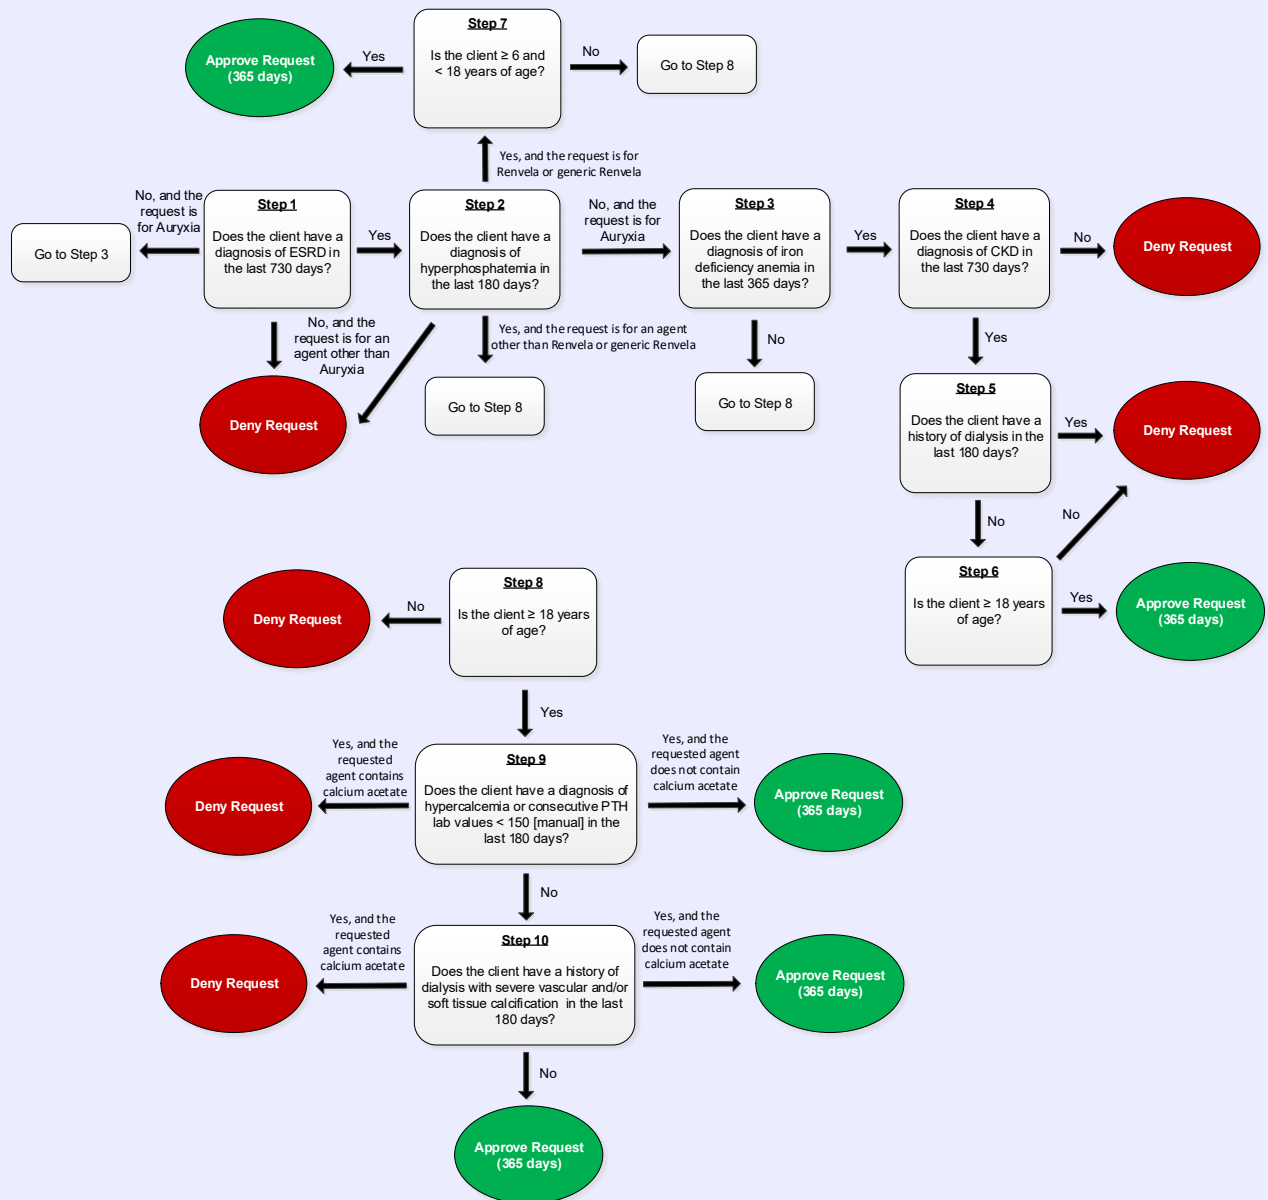 Step 7
Is the client ≥ 6 and
< 18 years of age?
Yes
Approve Request
(365 days)
No
Go to Step 8
Yes, and the request is for
Renvela or generic Renvela
No, and the
request is
for Auryxia
Go to Step 3
Step 1
Does the client have a
diagnosis of ESRD in
the last 730 days?
Yes
No, and the
request is for an
agent other than
Auryxia
Deny Request
Step 2
Does the client have a
diagnosis of
hyperphosphatemia in
the last 180 days?
No, and the
request is for
Auryxia
Yes, and the request is for an agent
other than Renvela or generic Renvela
Go to Step 8
Step 3
Does the client have a
diagnosis of iron
deficiency anemia in
the last 365 days?
Yes
No
Go to Step 8
Step 4
Does the client have a
diagnosis of CKD in
the last 730 days?
No
Deny Request
Yes
Step 5
Does the client have a
history of dialysis in the
last 180 days?
Yes
Deny Request
No
No
Step 6
Is the client ≥ 18 years
of age?
Yes
Approve Request
(365 days)
Step 8
Is the client ≥ 18 years
of age?
No
Deny Request
Yes
Step 9
Does the client have a diagnosis of
hypercalcemia or consecutive PTH
lab values < 150 [manual] in the
last 180 days?
Yes, and the
requested
agent contains
calcium acetate
Deny Request
Yes, and the
requested agent
does not contain
calcium acetate
Approve Request
(365 days)
No
Step 10
Does the client have a history of
dialysis with severe vascular and/or
soft tissue calcification in the last
180 days?
Yes, and the
requested
agent contains
calcium acetate
Deny Request
Yes, and the
requested agent
does not contain
calcium acetate
Approve Request
(365 days)
No
Approve Request
(365 days)